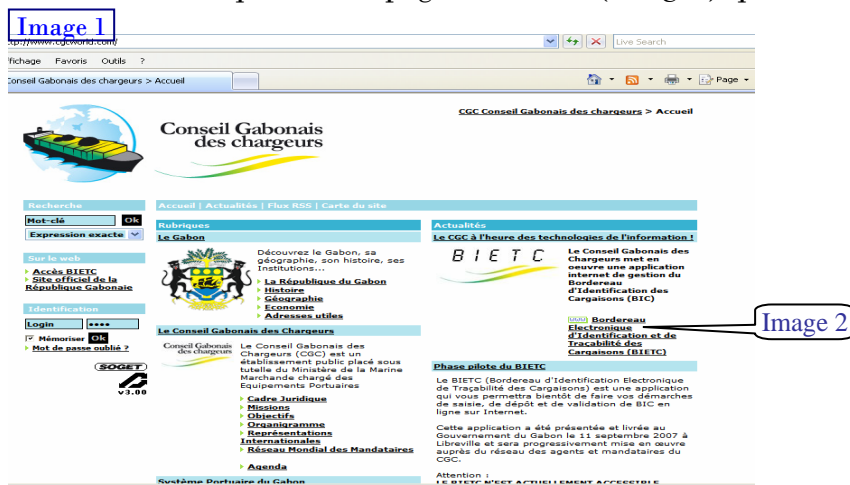 Image 1
ttp://www.cgcworld.com/
Live Search
ffichage Favoris Outils ?
Conseil Gabonais des chargeurs > Accueil
Page
Conseil Gabonais
des chargeurs
CGC Conseil Gabonais des chargeurs > Accueil
Recherche
Mot-clé Ok
Expression exacte
Sur le web
Accès BIETC
Site officiel de la
République Gabonaise
Identification
Login
Mémoriser Ok
Mot de passe oublié ?
SOGET
v3.00
Accueil | Actualités | Flux RSS | Carte du site
Rubriques
Le Gabon
Découvrez le Gabon, sa
géographie, son histoire, ses
Institutions...
La République du Gabon
Histoire
Géographie
Economie
Adresses utiles
Le Conseil Gabonais des Chargeurs
Conseil Gabonais
des chargeurs
Le Conseil Gabonais des
Chargeurs (CGC) est un
établissement public placé sous
tutelle du Ministère de la Marine
Marchande chargé des
Equipements Portuaires
Cadre Juridique
Missions
Objectifs
Organigramme
Représentations
Internationales
Réseau Mondial des Mandataires
Agenda
Système Portuaire du Gabon
Actualités
Le CGC à l'heure des technologies de l'information !
BIETC
Le Conseil Gabonais des
Chargeurs met en
oeuvre une application
internet de gestion du
Bordereau
d'Identification des
Cargaisons (BIC)
Bordereau
Electronique
d'Identification et de
Traçabilité des
Cargaisons (BIETC)
Image 2
Phase pilote du BIETC
Le BIETC (Bordereau d'Identification Electronique
de Traçabilité des Cargaisons) est une application
qui vous permettra bientôt de faire vos démarches
de saisie, de dépôt et de validation de BIC en
ligne sur Internet.
Cette application a été présentée et livrée au
Gouvernement du Gabon le 11 septembre 2007 à
Libreville et sera progressivement mise en œuvre
auprès du réseau des agents et mandataires du
CGC.
Attention :
LE BIETC N'EST ACTUELLEMENT ACCESSIBLE